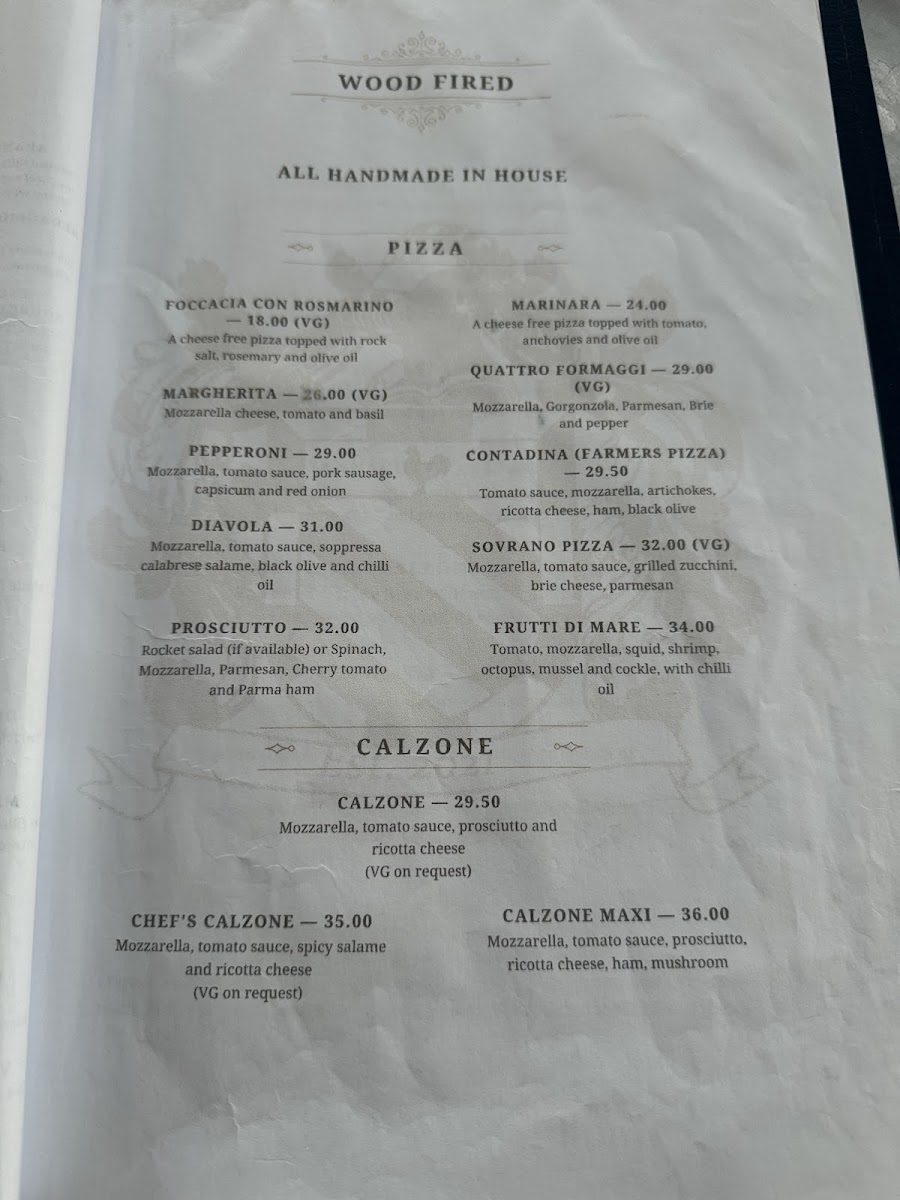 WOOD FIRED
ALL HANDMADE IN HOUSE
PIZZA
FOCCACIA CON ROSMARINO
— 18.00 (VG)
A cheese free pizza topped with rock
salt, rosemary and olive oil
MARGHERITA — 26.00 (VG)
Mozzarella cheese, tomato and basil
PEPPERONI — 29.00
Mozzarella, tomato sauce, pork sausage,
capsicum and red onion
DIAVOLA — 31.00
Mozzarella, tomato sauce, soppressa
calabrese salame, black olive and chilli
oil
PROSCIUTTO — 32.00
Rocket salad (if available) or Spinach,
Mozzarella, Parmesan, Cherry tomato
and Parma ham
MARINARA — 24.00
A cheese free pizza topped with tomato,
anchovies and olive oil
QUATTRO FORMAGGI — 29.00
(VG)
Mozzarella, Gorgonzola, Parmesan, Brie
and pepper
CONTADINA (FARMERS PIZZA)
— 29.50
Tomato sauce, mozzarella, artichokes,
ricotta cheese, ham, black olive
SOVRANO PIZZA — 32.00 (VG)
Mozzarella, tomato sauce, grilled zucchini,
brie cheese, parmesan
FRUTTI DI MARE — 34.00
Tomato, mozzarella, squid, shrimp,
octopus, mussel and cockle, with chilli
oil
CALZONE
CALZONE — 29.50
Mozzarella, tomato sauce, prosciutto and
ricotta cheese
(VG on request)
CHEF'S CALZONE — 35.00
Mozzarella, tomato sauce, spicy salame
and ricotta cheese
(VG on request)
CALZONE MAXI — 36.00
Mozzarella, tomato sauce, prosciutto,
ricotta cheese, ham, mushroom